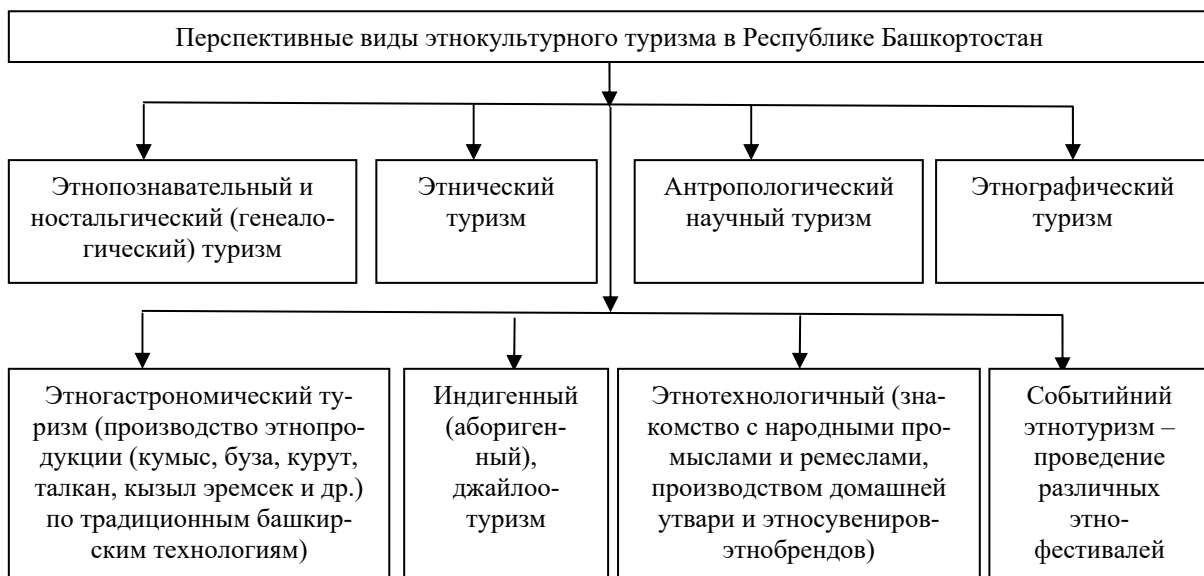 Перспективные виды этнокультурного туризма в Республике Башкортостан
Этнопознавательный и
ностальгический (генеало-
гический) туризм
Этнический
туризм
Антропологический
научный туризм
Этнографический
туризм
Этногастрономический ту-
ризм (производство этнопро-
дукции (кумыс, буза, курут,
талкан, кызыл эремсек и др.)
по традиционным башкир-
ским технологиям)
Индигенный
(абориген-
ный),
джайлоо-
туризм
Этнотехнологичный (зна-
комство с народными про-
мыслами и ремеслами,
производством домашней
утвари и этносувениров-
этнобрендов)
Событийний
этнотуризм –
проведение
различных
этно-
фестивалей